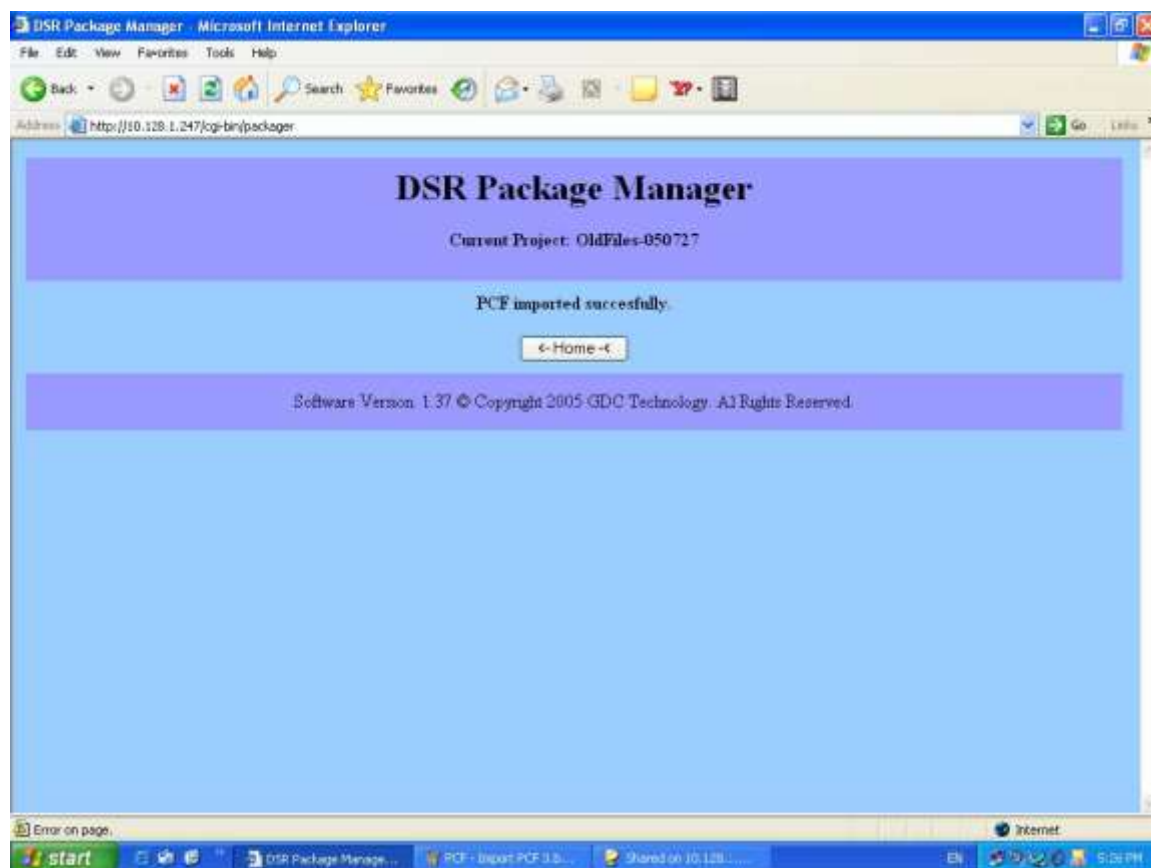 DSR Package Manager - Microsoft Internet Explorer
File Edit View Favorites Tools Help
Back Search Favorites
Address http://10.128.1.247/cgi-bin/packager Go Links
DSR Package Manager
Current Project: OldFiles-050727
PCF imported succesfully.
<- Home -<
Software Version 1.37 © Copyright 2005 GDC Technology. All Rights Reserved.
Error on page. Internet
start DSR Package Manage... PCF - Import PCF Shared on 10.128.1.... EN